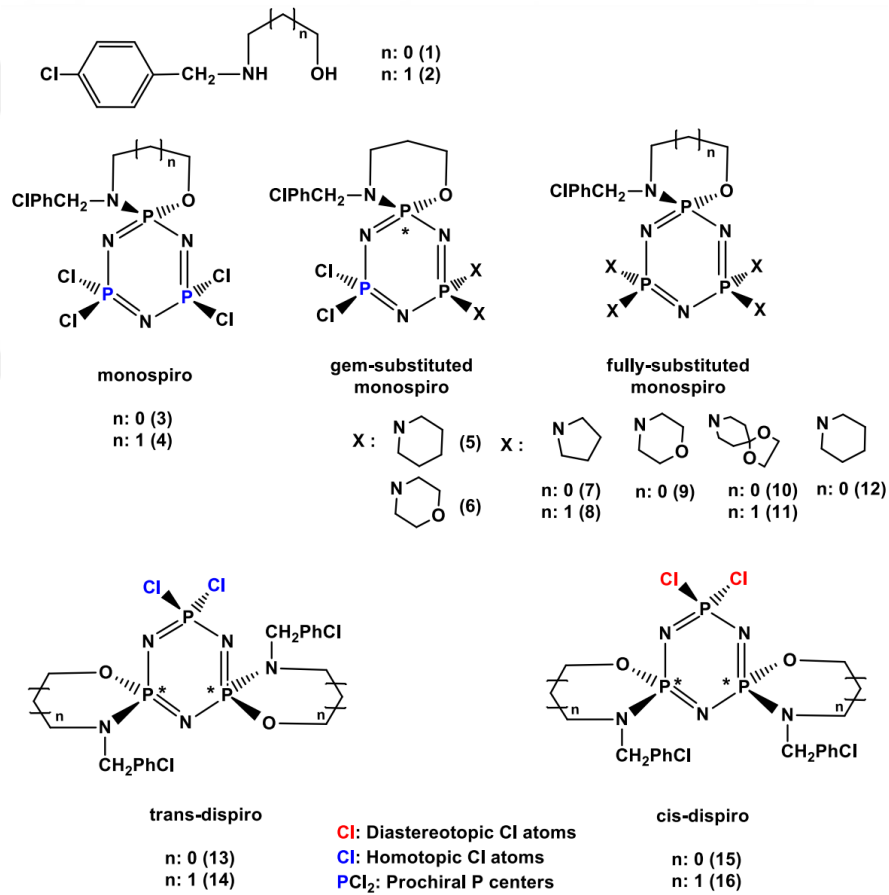 n: 0 (1)
n: 1 (2)
Cl
CH2
NH
OH
n
monospiro
n: 0 (3)
n: 1 (4)
n
ClPhCH2
N
O
P
N
N
Cl
Cl
P
P
Cl
Cl
N
gem-substituted
monospiro
ClPhCH2
N
O
P
*
N
N
Cl
Cl
P
P
X
X
N
X :
N
(5)
N
O
(6)
fully-substituted
monospiro
n
ClPhCH2
N
O
P
N
N
X
X
P
P
X
X
N
X :
N
n: 0 (7)
n: 1 (8)
N
O
n: 0 (9)
N
O
O
n: 0 (10)
n: 1 (11)
N
n: 0 (12)
Cl
Cl
P
N
N
CH2PhCl
N
O
P*
*P
n
n
N
N
O
CH2PhCl
trans-dispiro
n: 0 (13)
n: 1 (14)
Cl
Cl
P
N
N
O
O
P*
*P
n
n
N
N
N
CH2PhCl
CH2PhCl
cis-dispiro
n: 0 (15)
n: 1 (16)
Cl: Diastereotopic Cl atoms
Cl: Homotopic Cl atoms
PCl2: Prochiral P centers